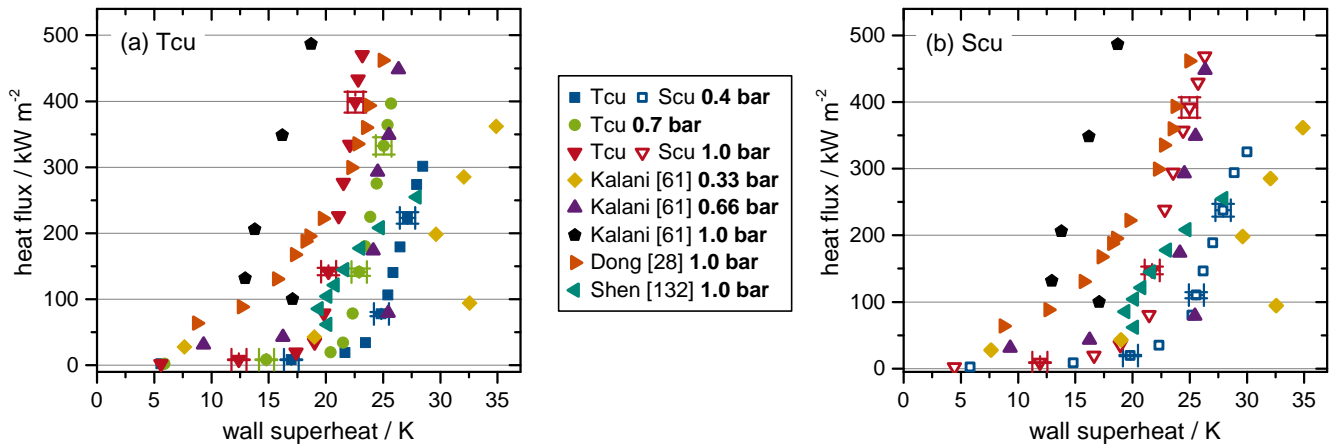 (a) Tcu
500
400
300
200
100
0
heat flux / kW m⁻²
0 5 10 15 20 25 30 35
wall superheat / K
Tcu Scu 0.4 bar
Tcu 0.7 bar
Tcu Scu 1.0 bar
Kalani [61] 0.33 bar
Kalani [61] 0.66 bar
Kalani [61] 1.0 bar
Dong [28] 1.0 bar
Shen [132] 1.0 bar
(b) Scu
500
400
300
200
100
0
heat flux / kW m⁻²
0 5 10 15 20 25 30 35
wall superheat / K